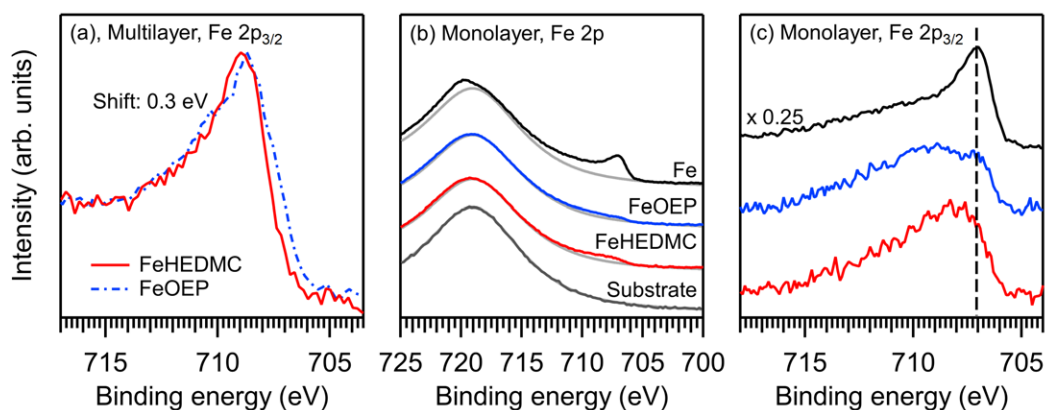 Intensity (arb. units)
(a), Multilayer, Fe 2p3/2
Shift: 0.3 eV
FeHEDMC
FeOEP
715
710
705
Binding energy (eV)
(b) Monolayer, Fe 2p
Fe
FeOEP
FeHEDMC
Substrate
725
720
715
710
705
700
Binding energy (eV)
(c) Monolayer, Fe 2p3/2
x 0.25
715
710
705
Binding energy (eV)